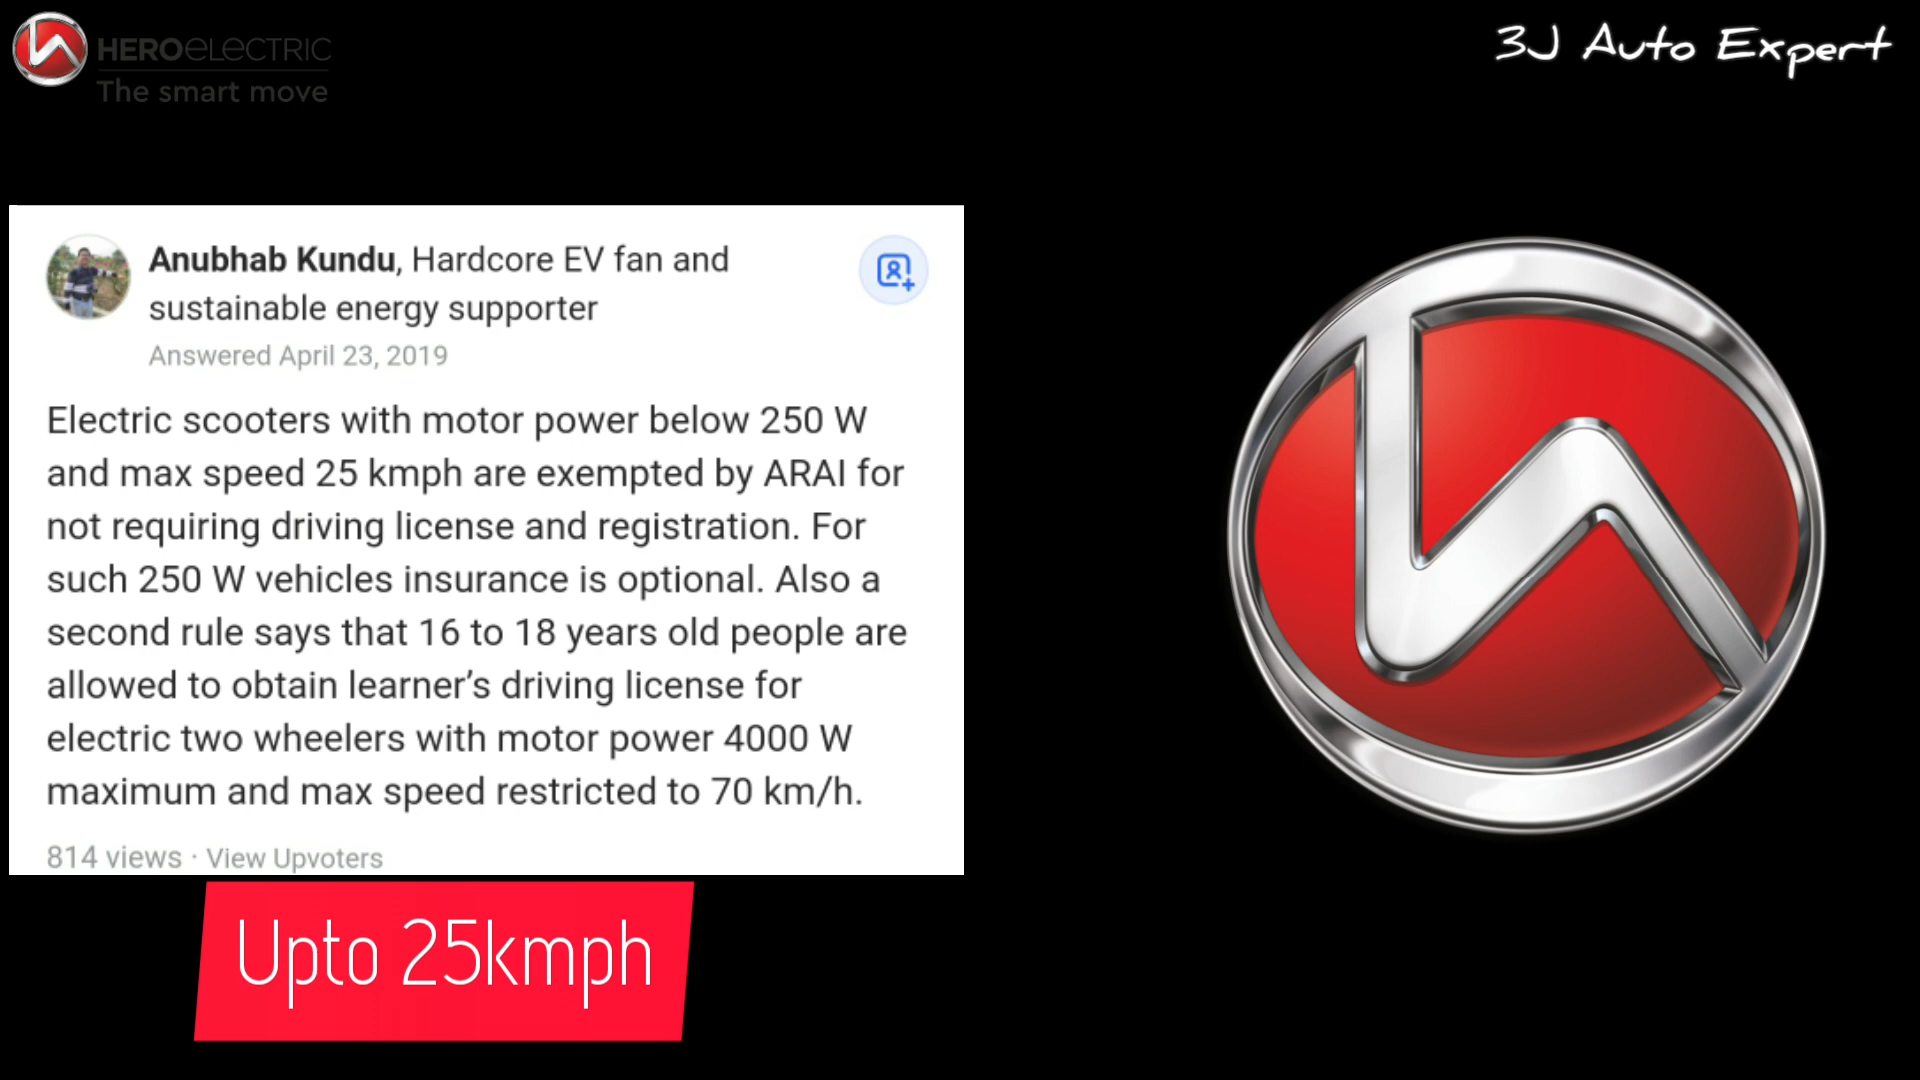 HEROELECTRIC
The smart move
3J Auto Expert
Anubhab Kundu, Hardcore EV fan and
sustainable energy supporter
Answered April 23, 2019
Electric scooters with motor power below 250 W
and max speed 25 kmph are exempted by ARAI for
not requiring driving license and registration. For
such 250 W vehicles insurance is optional. Also a
second rule says that 16 to 18 years old people are
allowed to obtain learner’s driving license for
electric two wheelers with motor power 4000 W
maximum and max speed restricted to 70 km/h.
814 views · View Upvoters
Upto 25kmph